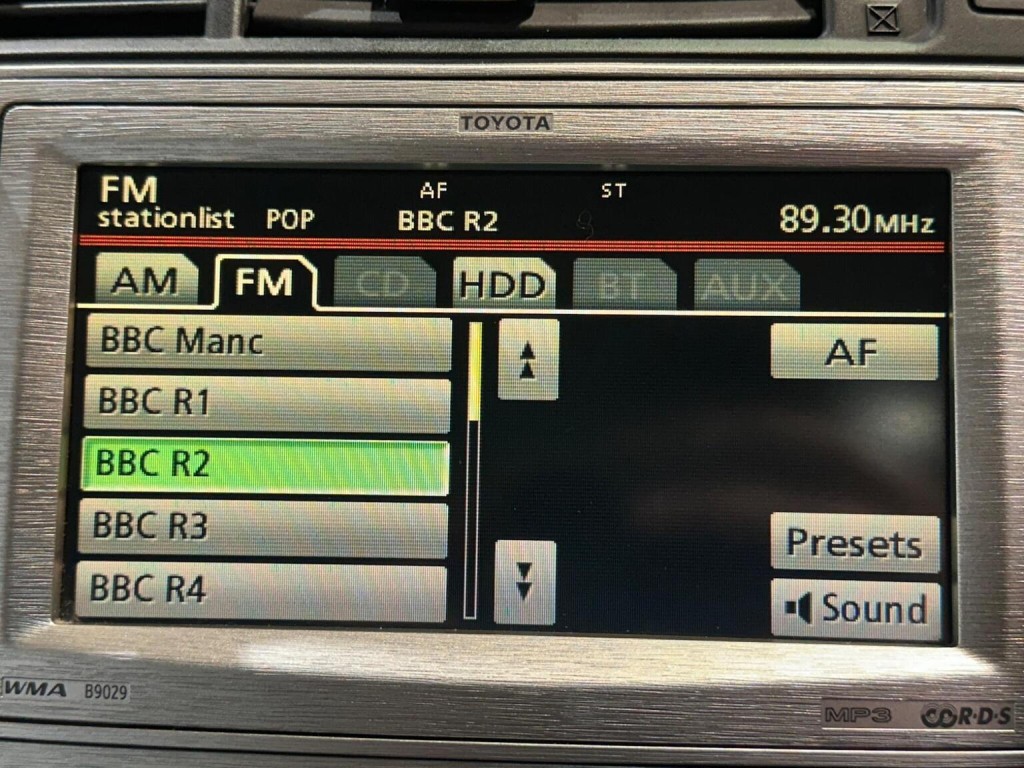 TOYOTA
FM AF ST
stationlist POP BBC R2 89.30MHz
AM FM CD HDD BT AUX
BBC Manc
AF
BBC R1
BBC R2
BBC R3
Presets
BBC R4
Sound
WMA B9029
MP3 R·D·S